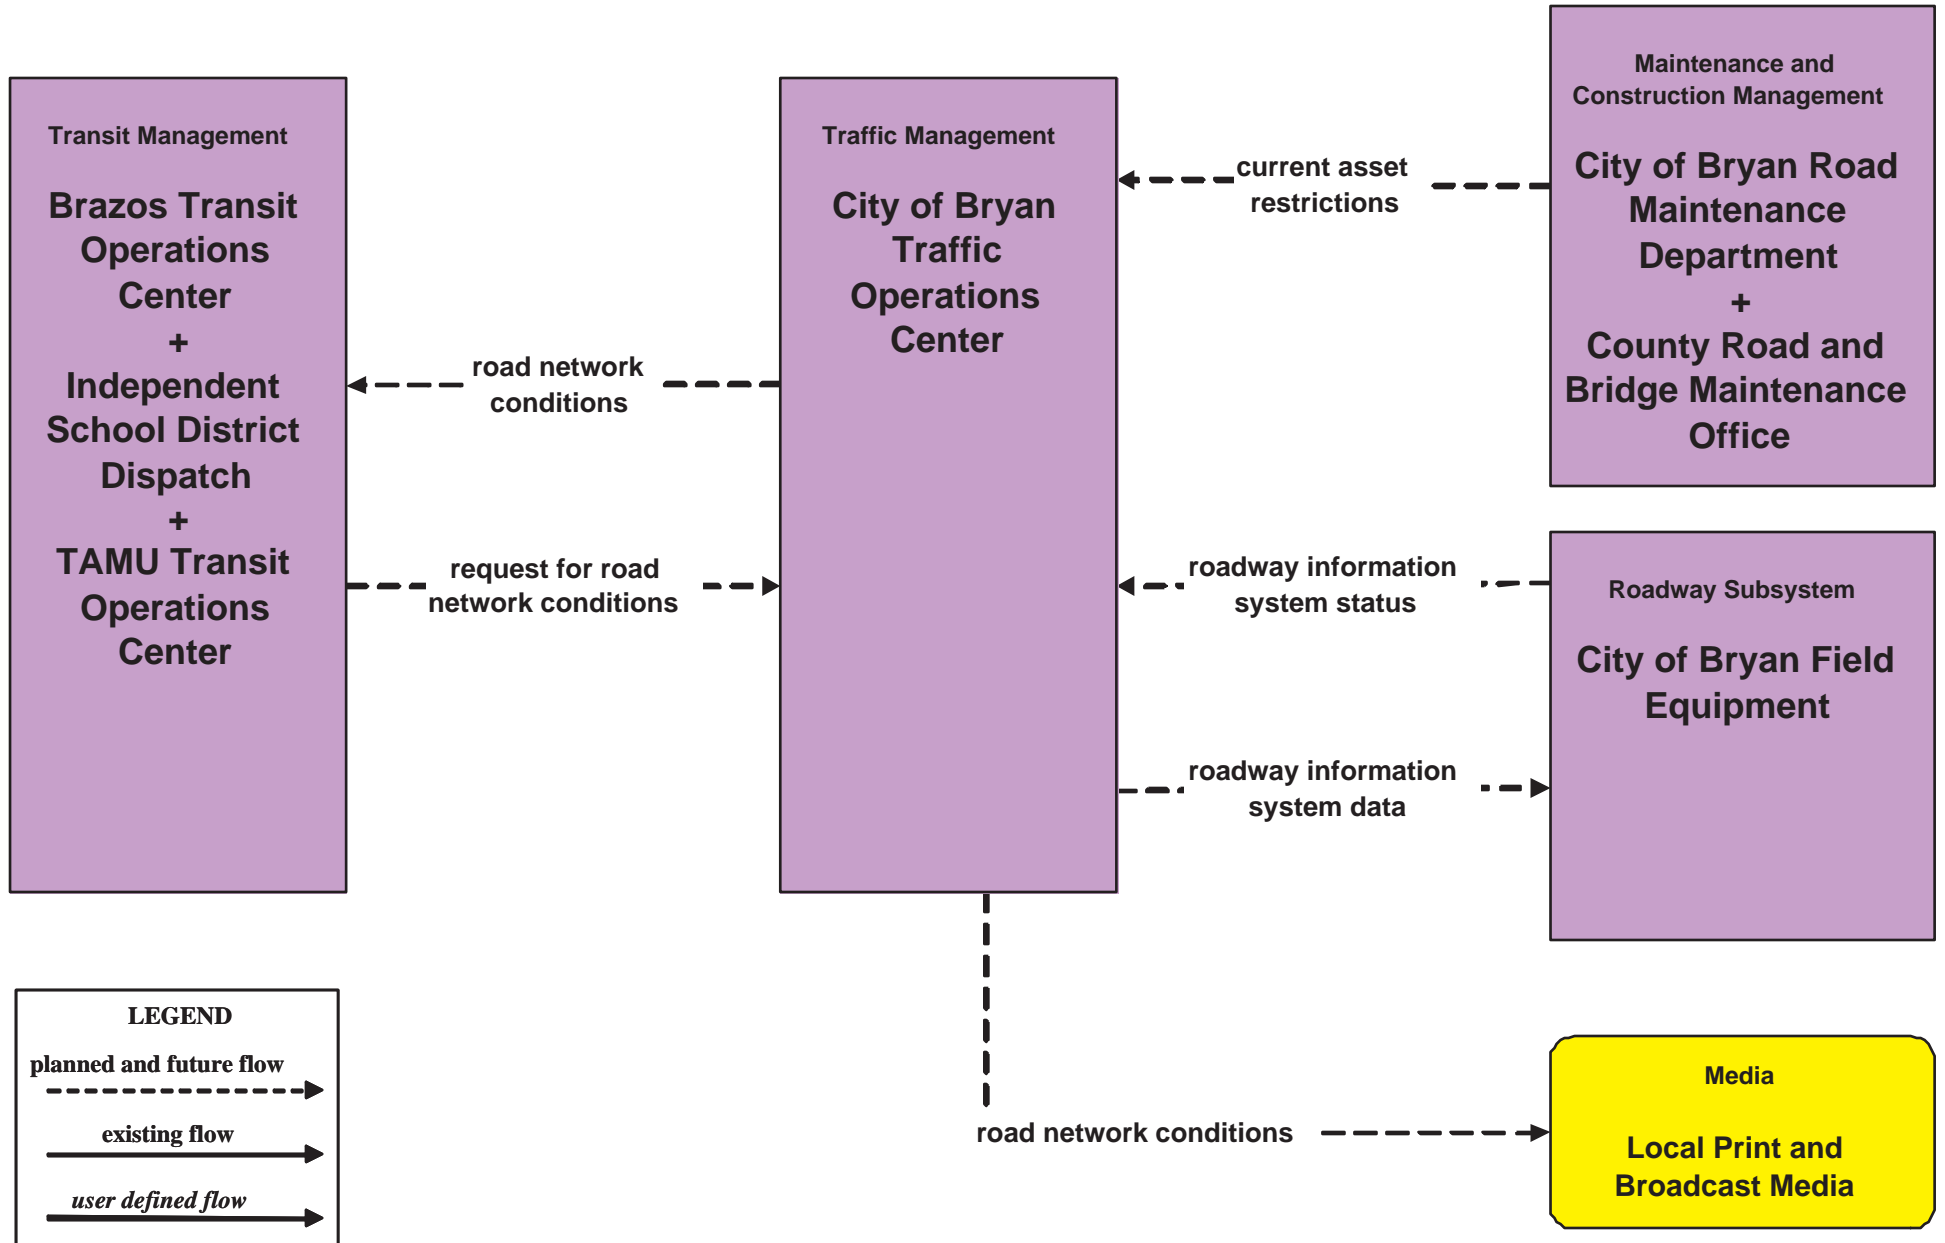 Transit Management
Brazos Transit
Operations
Center
+
Independent
School District
Dispatch
+
TAMU Transit
Operations
Center
road network
conditions
request for road
network conditions
Traffic Management
City of Bryan
Traffic
Operations
Center
current asset
restrictions
roadway information
system status
roadway information
system data
road network conditions
Maintenance and
Construction Management
City of Bryan Road
Maintenance
Department
+
County Road and
Bridge Maintenance
Office
Roadway Subsystem
City of Bryan Field
Equipment
Media
Local Print and
Broadcast Media
LEGEND
planned and future flow
existing flow
user defined flow